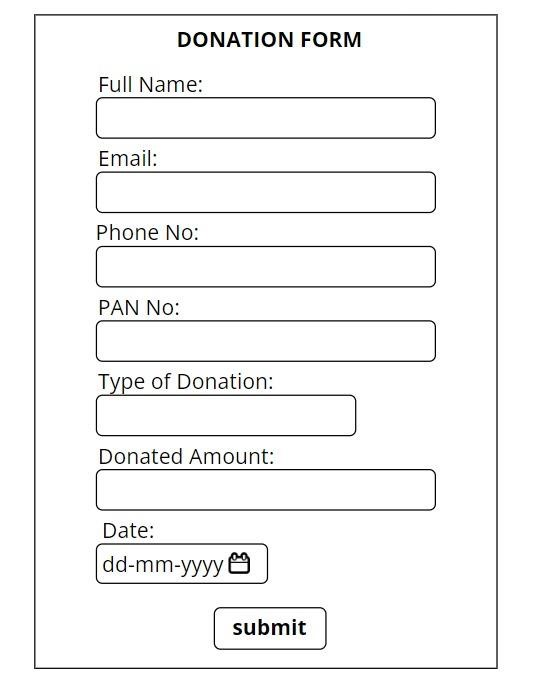 DONATION FORM
Full Name:
Email:
Phone No:
PAN No:
Type of Donation:
Donated Amount:
Date:
dd-mm-yyyy
submit